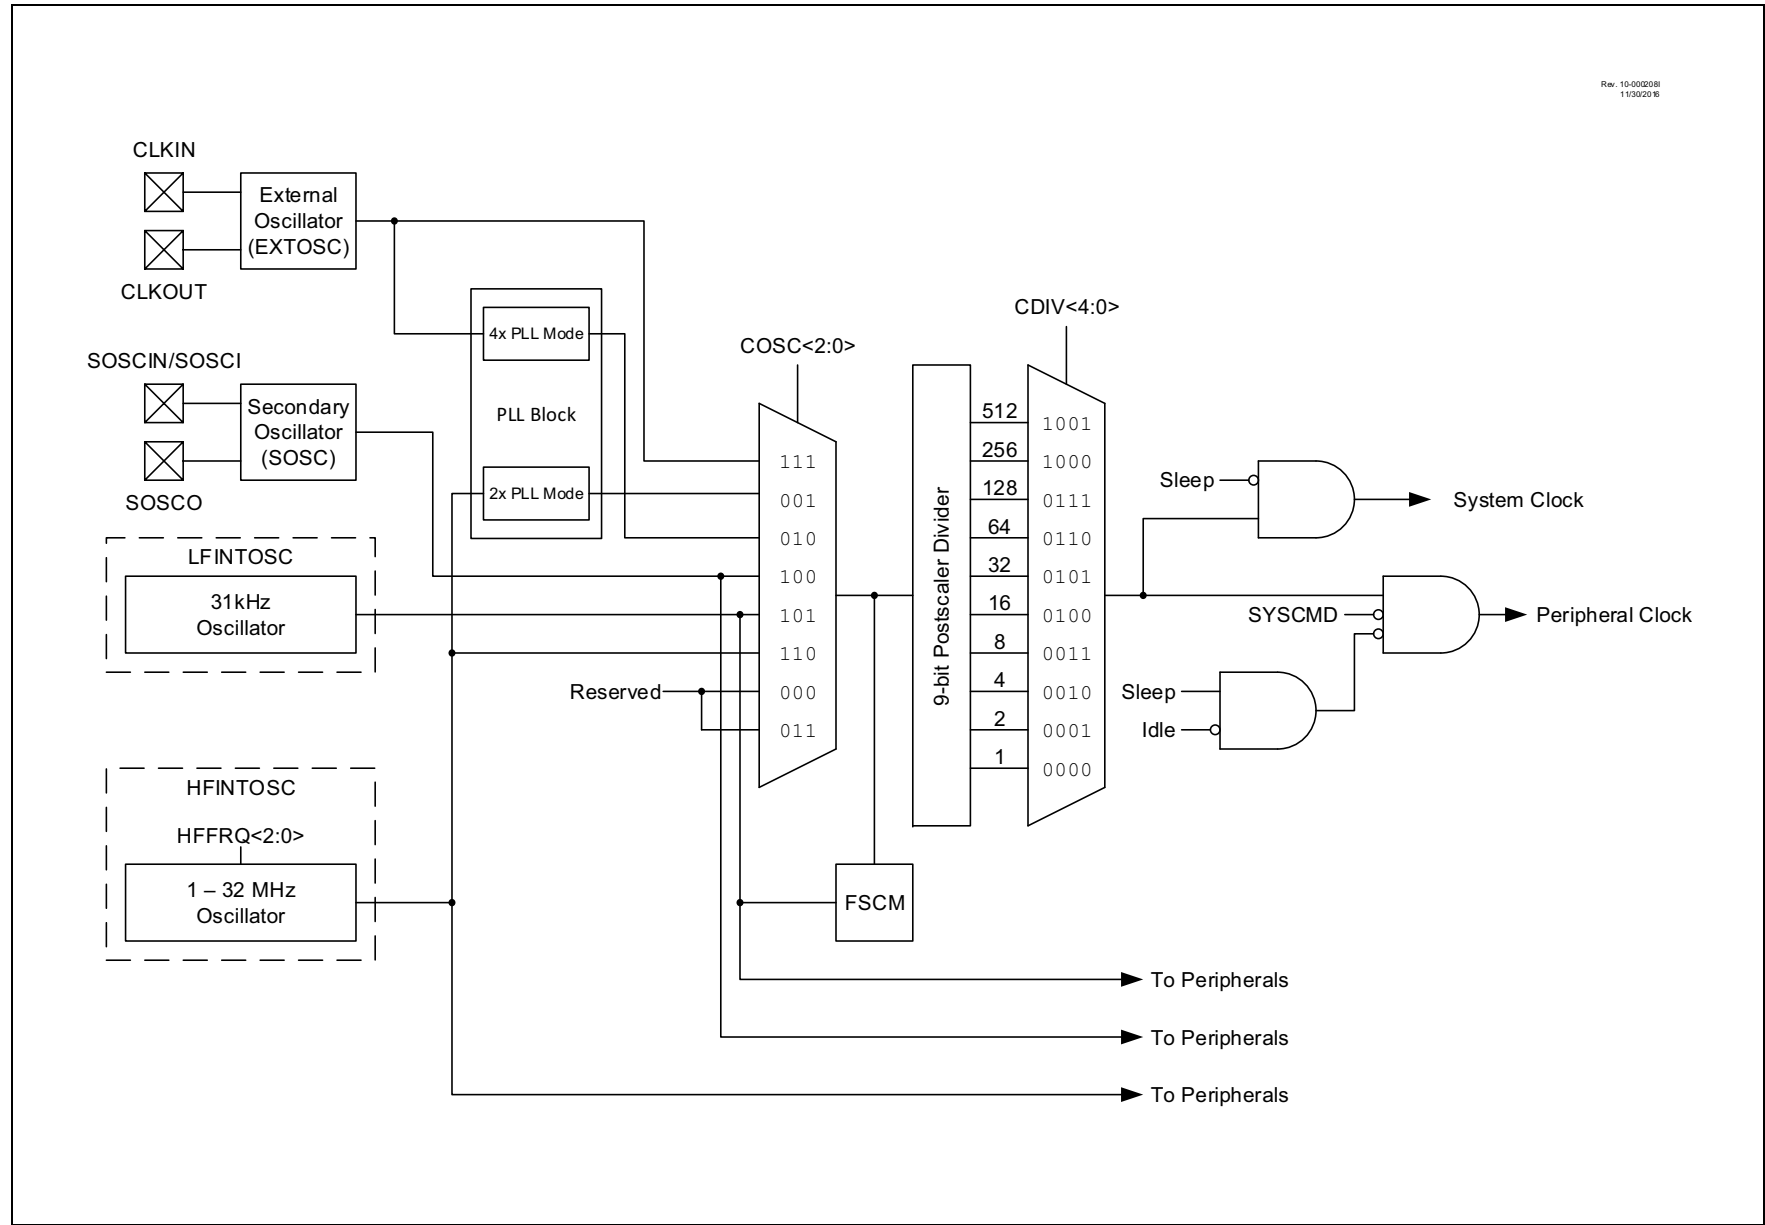 Rev. 10-000208I
11/30/2016
CLKIN
External
Oscillator
(EXTOSC)
CLKOUT
SOSCIN/SOSCI
Secondary
Oscillator
(SOSC)
SOSCO
LFINTOSC
31kHz
Oscillator
HFINTOSC
HFFRQ<2:0>
1 – 32 MHz
Oscillator
4x PLL Mode
PLL Block
2x PLL Mode
Reserved
COSC<2:0>
111
001
010
100
101
110
000
011
FSCM
9-bit Postscaler Divider
512
256
128
64
32
16
8
4
2
1
CDIV<4:0>
1001
1000
0111
0110
0101
0100
0011
0010
0001
0000
Sleep
System Clock
SYSCMD
Peripheral Clock
Sleep
Idle
To Peripherals
To Peripherals
To Peripherals